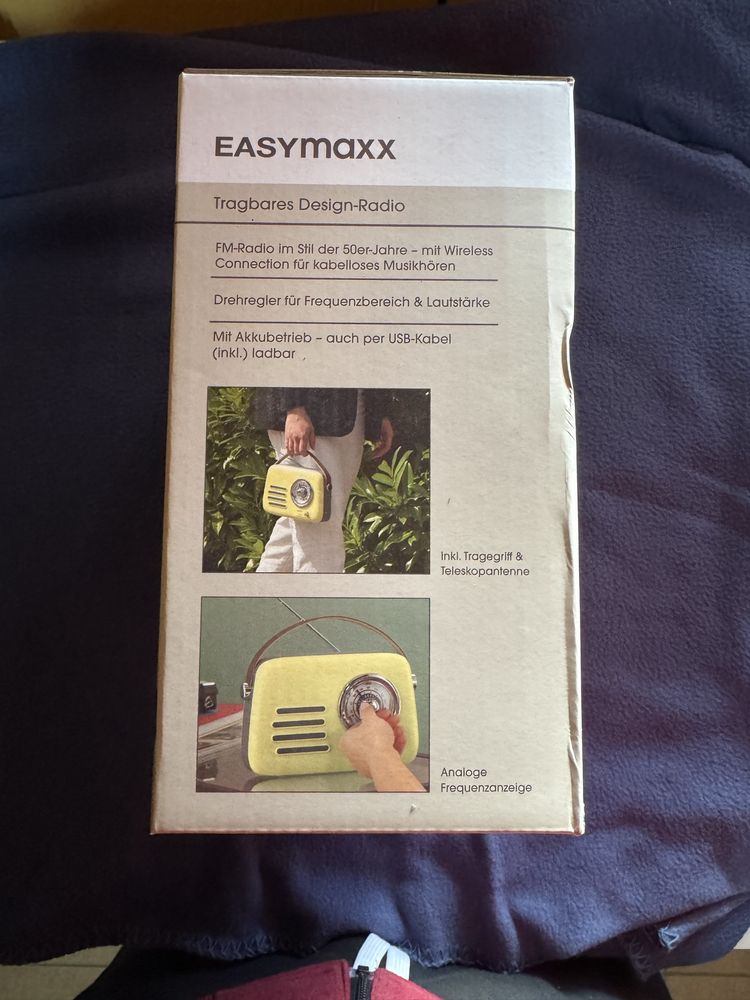 EASYmaxx
Tragbares Design-Radio
FM-Radio im Stil der 50er-Jahre – mit Wireless
Connection für kabelloses Musikhören
Drehregler für Frequenzbereich & Lautstärke
Mit Akkubetrieb – auch per USB-Kabel
(inkl.) ladbar
Inkl. Tragegriff &
Teleskopantenne
Analoge
Frequenzanzeige